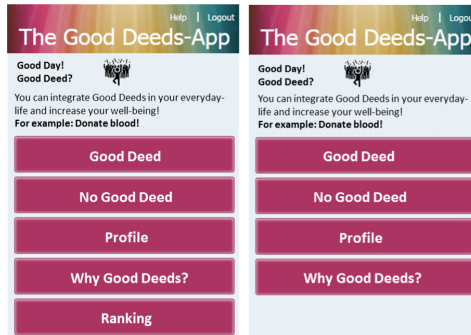 Help | Logout
The Good Deeds-App
Good Day!
Good Deed?
You can integrate Good Deeds in your everyday-
life and increase your well-being!
For example: Donate blood!
Good Deed
No Good Deed
Profile
Why Good Deeds?
Ranking
Help | Logout
The Good Deeds-App
Good Day!
Good Deed?
You can integrate Good Deeds in your everyday-
life and increase your well-being!
For example: Donate blood!
Good Deed
No Good Deed
Profile
Why Good Deeds?